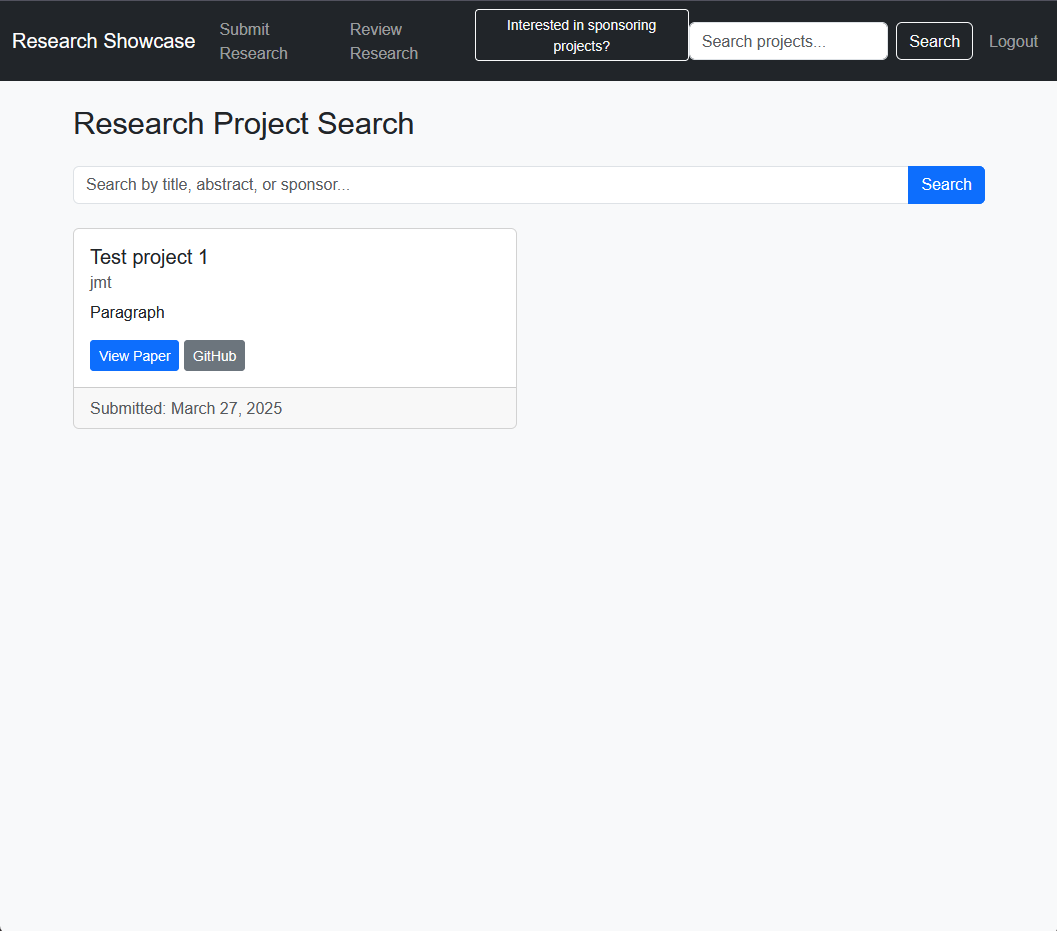 Research Showcase
Submit
Research
Review
Research
Interested in sponsoring
projects?
Search projects...
Search
Logout
Research Project Search
Search by title, abstract, or sponsor...
Search
Test project 1
jmt
Paragraph
View Paper
GitHub
Submitted: March 27, 2025